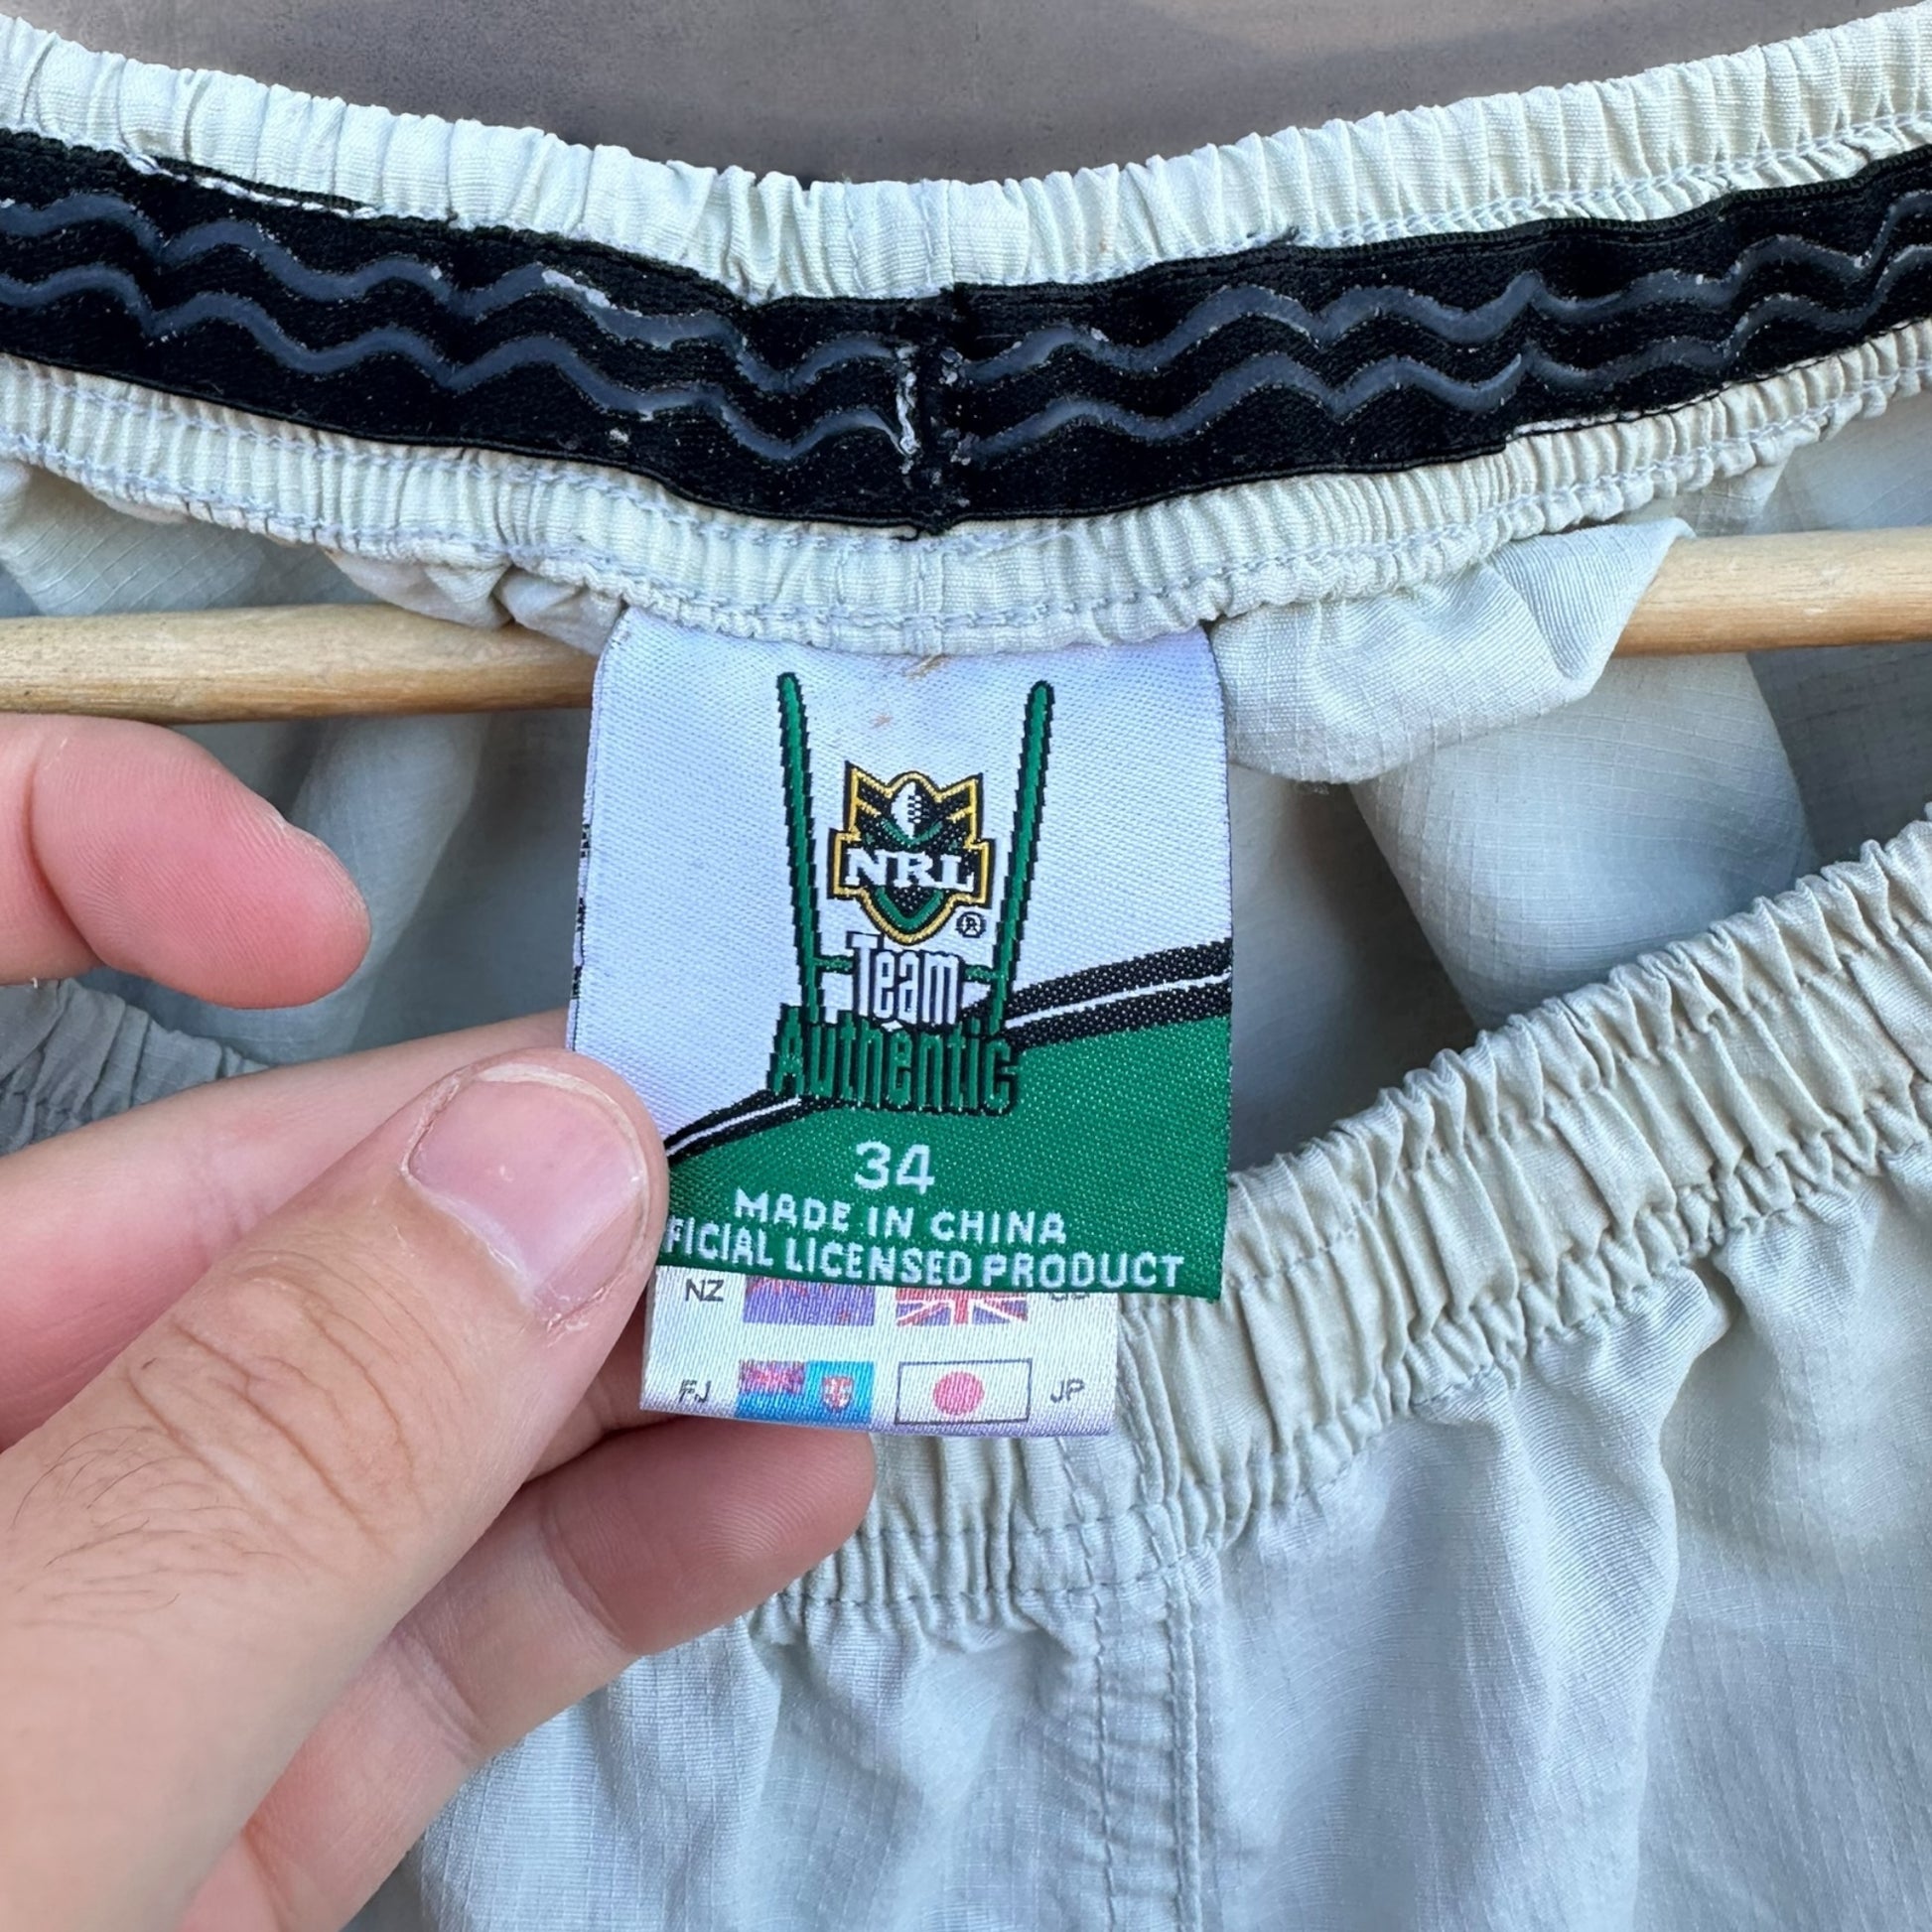 NRL
®
Team
Authentic
34
MADE IN CHINA
FICIAL LICENSED PRODUCT
NZ
FJ JP